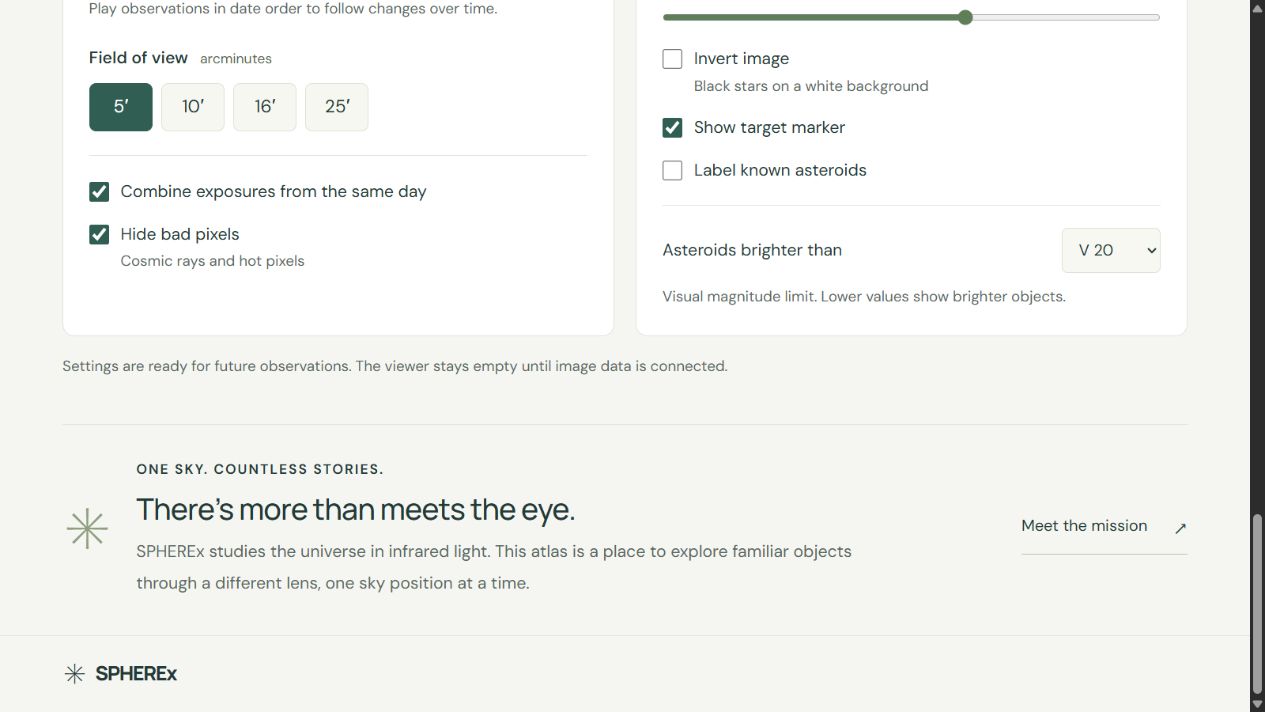 Play observations in date order to follow changes over time.
Field of view arcminutes
5′ 10′ 16′ 25′
Combine exposures from the same day
Hide bad pixels
Cosmic rays and hot pixels
Invert image
Black stars on a white background
Show target marker
Label known asteroids
Asteroids brighter than V 20
Visual magnitude limit. Lower values show brighter objects.
Settings are ready for future observations. The viewer stays empty until image data is connected.
ONE SKY. COUNTLESS STORIES.
There’s more than meets the eye.
SPHEREx studies the universe in infrared light. This atlas is a place to explore familiar objects
through a different lens, one sky position at a time.
Meet the mission ↗
SPHEREx